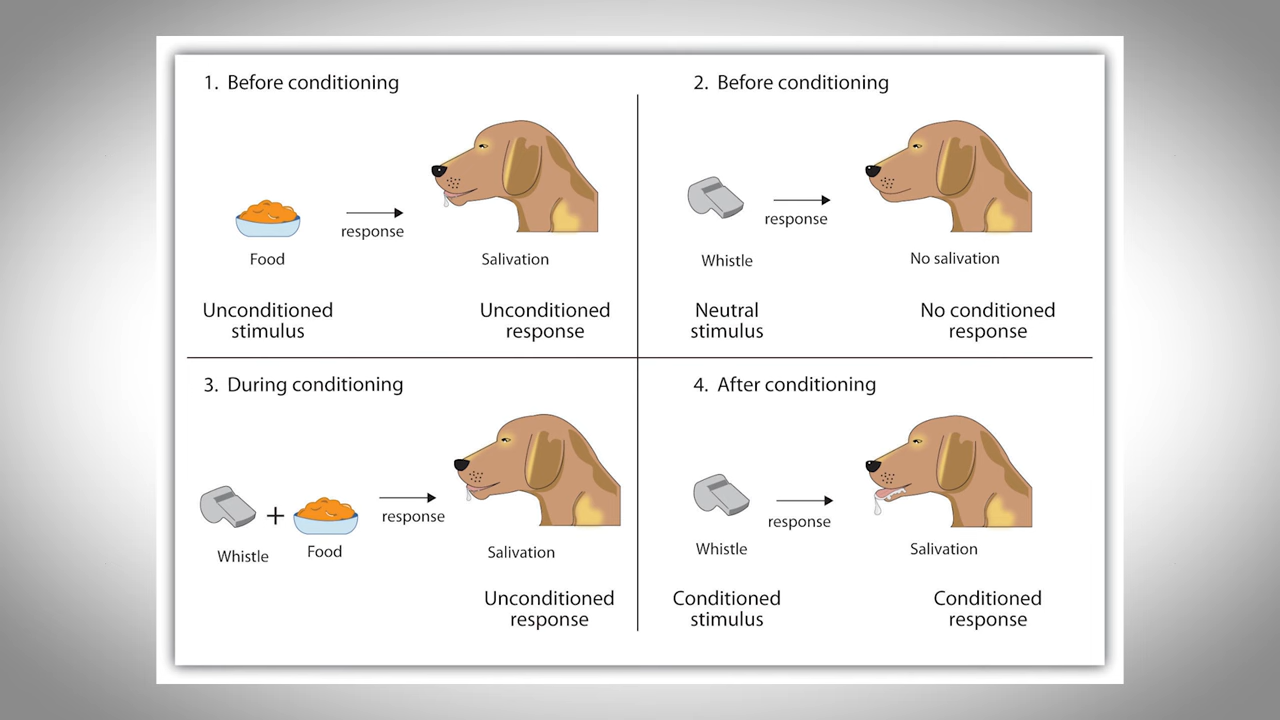 1. Before conditioning
response
Food
Salivation
Unconditioned
stimulus
Unconditioned
response
2. Before conditioning
response
Whistle
No salivation
Neutral
stimulus
No conditioned
response
3. During conditioning
+
response
Whistle
Food
Salivation
Unconditioned
response
4. After conditioning
response
Whistle
Salivation
Conditioned
stimulus
Conditioned
response